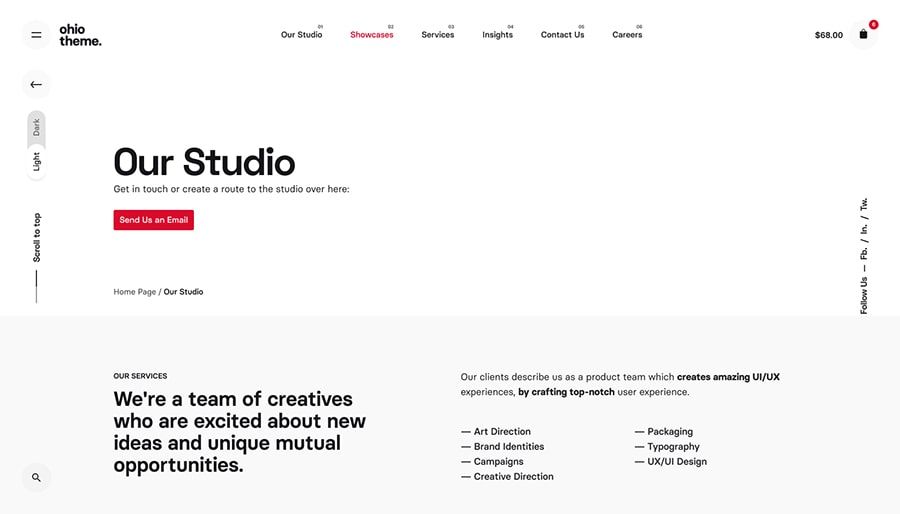 ohio
theme.
01
Our Studio
02
Showcases
03
Services
04
Insights
05
Contact Us
06
Careers
$68.00
6
Dark
Light
Scroll to top
Our Studio
Get in touch or create a route to the studio over here:
Send Us an Email
Home Page / Our Studio
Follow Us — Fb. / In. / Tw.
OUR SERVICES
We're a team of creatives
who are excited about new
ideas and unique mutual
opportunities.
Our clients describe us as a product team which creates amazing UI/UX
experiences, by crafting top-notch user experience.
— Art Direction
— Brand Identities
— Campaigns
— Creative Direction
— Packaging
— Typography
— UX/UI Design